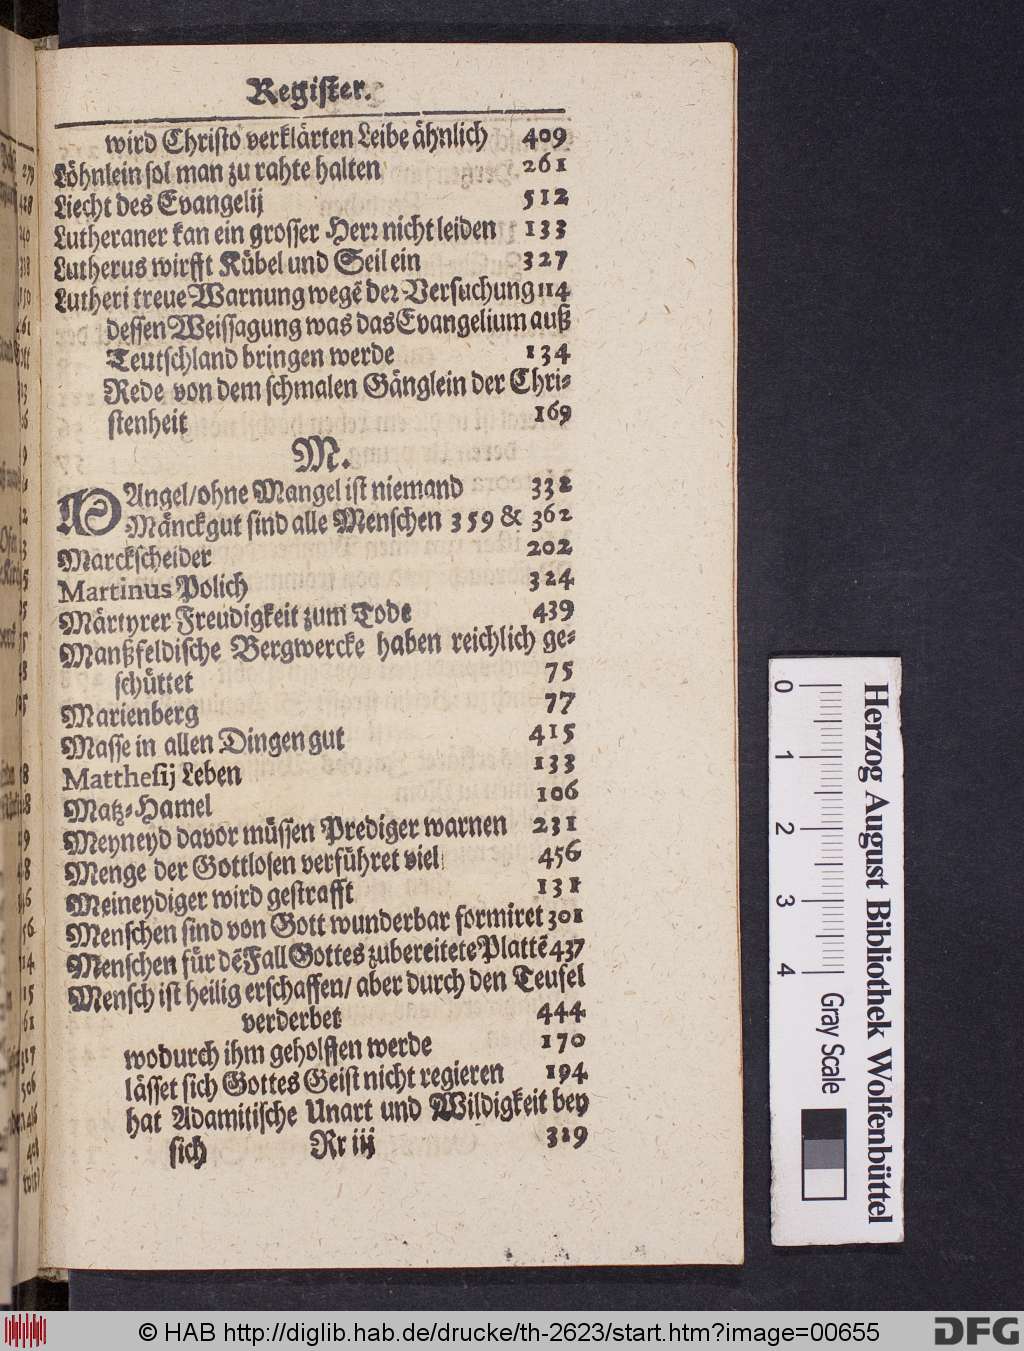 Register.
wird Christo verklärten Leibe ähnlich 409
Löhnlein sol man zu rahte halten 261
Liecht des Evangelij 512
Lutheraner kan ein grosser Herr nicht leiden 133
Lutherus wirfft Kübel und Seil ein 327
Lutheri treue Warnung wegẽ der Versuchung 114
dessen Weissagung was das Evangelium auß
Teutschland bringen werde 134
Rede von dem schmalen Gänglein der Chri-
stenheit 169
M.
MAngel/ohne Mangel ist niemand 332
Mänckgut sind alle Menschen 359 & 362
Marckscheider 202
Martinus Polich 324
Märtyrer Freudigkeit zum Tode 439
Manßfeldische Bergwercke haben reichlich ge-
schüttet 75
Marienberg 77
Masse in allen Dingen gut 415
Matthesij Leben 133
Matz-Hamel 106
Meyneyd davor müssen Prediger warnen 231
Menge der Gottlosen verführet viel 456
Meineydiger wird gestrafft 131
Menschen sind von Gott wunderbar formiret 301
Menschen für dẽ Fall Gottes zubereitete Plattẽ 437
Mensch ist heilig erschaffen/ aber durch den Teufel
verderbet 444
wodurch ihm geholffen werde 170
lässet sich Gottes Geist nicht regieren 194
hat Adamitische Unart und Wildigkeit bey
sich 319
Rr iij
0 1 2 3 4
Gray Scale
Herzog August Bibliothek Wolfenbüttel
© HAB http://diglib.hab.de/drucke/th-2623/start.htm?image=00655
DFG